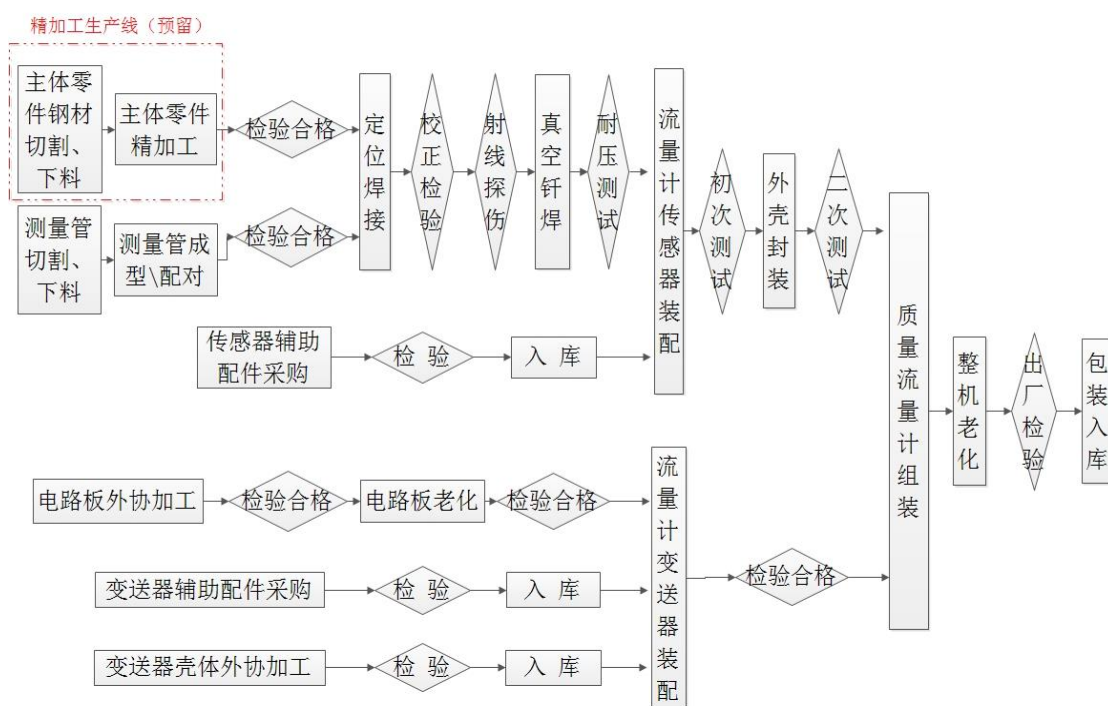 精加工生产线（预留）
主体零
件钢材
切割、
下料
主体零件
精加工
检验合格
测量管
切割、
下料
测量管成
型\配对
检验合格
定位焊接
校正检验
射线探伤
真空钎焊
耐压测试
流量计传感器装配
初次测试
外壳封装
二次测试
传感器辅助
配件采购
检 验
入 库
电路板外协加工
检验合格
电路板老化
检验合格
变送器辅助配件采购
检 验
入 库
变送器壳体外协加工
检 验
入 库
流量计变送器装配
检验合格
质量流量计组装
整机老化
出厂检验
包装入库